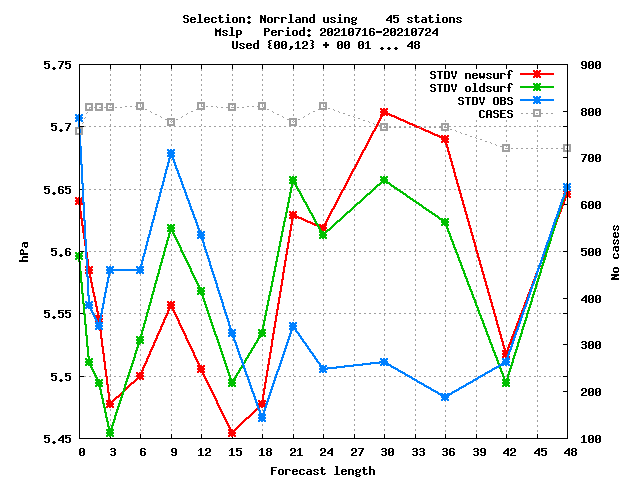 Selection: Norrland using    45 stations
Mslp   Period: 20210716-20210724
Used {00,12} + 00 01 ... 48
STDV newsurf
STDV oldsurf
STDV OBS
CASES
5.75
5.7
5.65
5.6
5.55
5.5
5.45
900
800
700
600
500
400
300
200
100
hPa
No cases
0 3 6 9 12 15 18 21 24 27 30 33 36 39 42 45 48
Forecast length